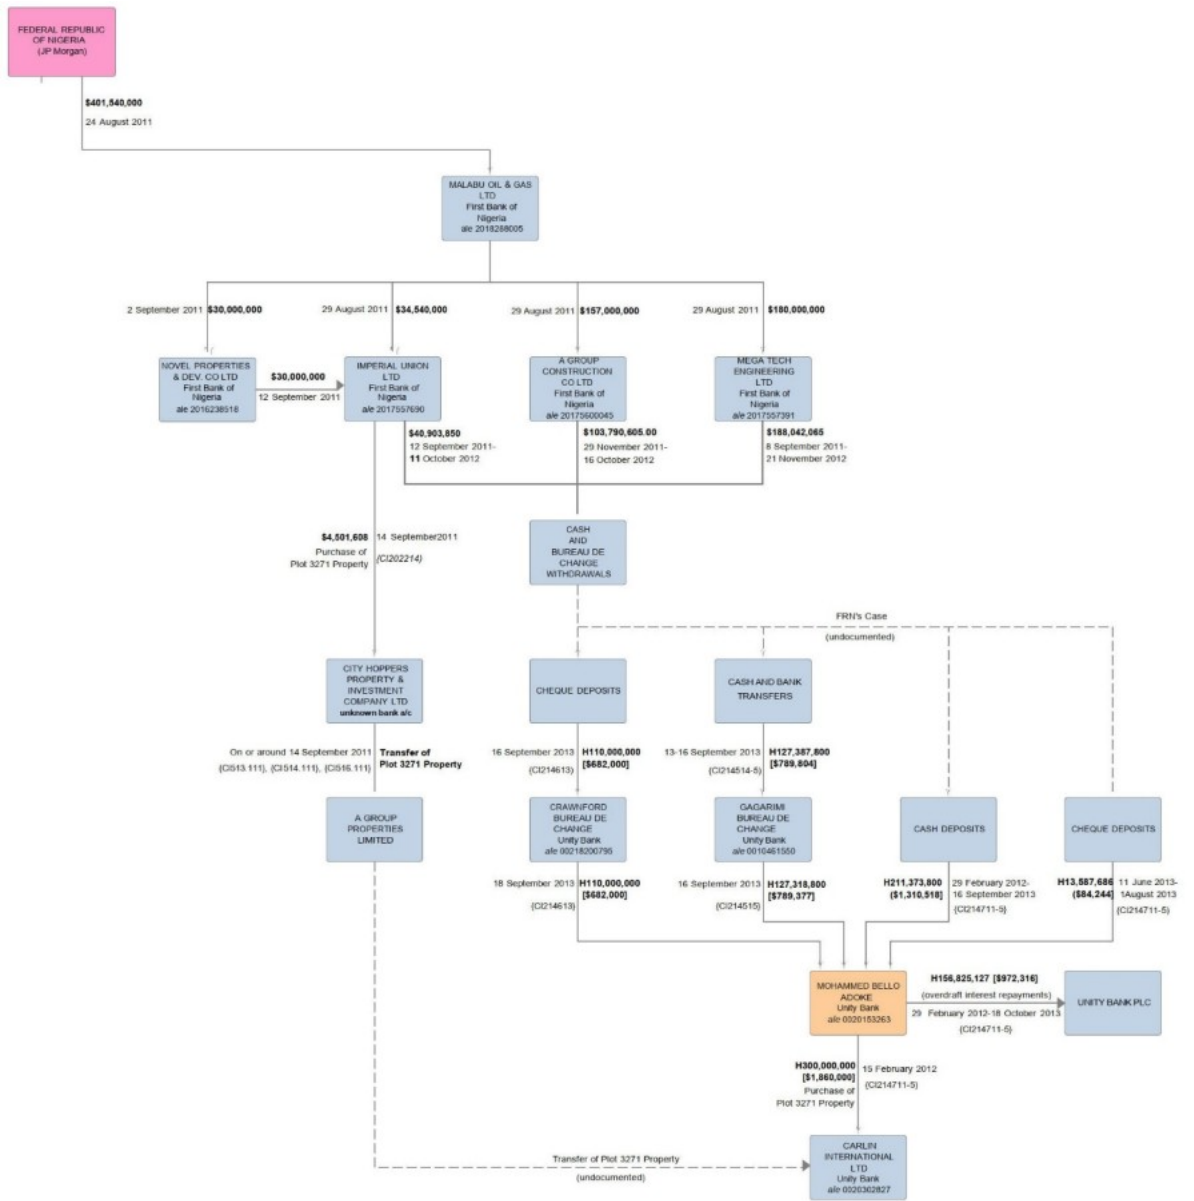 FEDERAL REPUBLIC
OF NIGERIA
(JP Morgan)
$401,540,000
24 August 2011
MALABU OIL & GAS
LTD
First Bank of
Nigeria
a/e 2018288005
2 September 2011 $30,000,000
29 August 2011 $34,540,000
29 August 2011 $157,000,000
29 August 2011 $180,000,000
NOVEL PROPERTIES
& DEV. CO LTD
First Bank of
Nigeria
a/e 2016238518
$30,000,000
12 September 2011
IMPERIAL UNION
LTD
First Bank of
Nigeria
a/e 2017557690
A GROUP
CONSTRUCTION
CO LTD
First Bank of
Nigeria
a/e 20175600045
MEGA TECH
ENGINEERING
LTD
First Bank of
Nigeria
a/e 2017557391
$40,903,850
12 September 2011-
11 October 2012
$103,790,605.00
29 November 2011-
16 October 2012
$188,042,065
8 September 2011-
21 November 2012
$4,501,608 14 September2011
Purchase of
Plot 3271 Property
{CI202214)
CASH
AND
BUREAU DE
CHANGE
WITHDRAWALS
FRN's Case
(undocumented)
CITY HOPPERS
PROPERTY &
INVESTMENT
COMPANY LTD
unknown bank a/c
CHEQUE DEPOSITS
CASH AND BANK
TRANSFERS
On or around 14 September 2011
{CI513.111), {CI514.111), {CI516.111)
Transfer of
Plot 3271 Property
16 September 2013 H110,000,000
[$682,000]
{CI214613)
13-16 September 2013 H127,387,800
[$789,804]
{CI214514-5)
A GROUP
PROPERTIES
LIMITED
CRAWNFORD
BUREAU DE
CHANGE
Unity Bank
a/e 00218200795
GAGARIMI
BUREAU DE
CHANGE
Unity Bank
a/e 0010461550
CASH DEPOSITS
CHEQUE DEPOSITS
18 September 2013 H110,000,000
[$682,000]
{CI214613)
16 September 2013 H127,318,800
[$789,377]
{CI214515)
H211,373,800
($1,310,518]
29 February 2012-
16 September 2013
{CI214711-5)
H13,587,686
($84,244]
11 June 2013-
1August 2013
{CI214711-5)
MOHAMMED BELLO
ADOKE
Unity Bank
a/e 0020153263
H156,825,127 [$972,316]
(overdraft interest repayments)
29 February 2012-18 October 2013
{CI214711-5)
UNITY BANK PLC
H300,000,000
[$1,860,000]
Purchase of
Plot 3271 Property
15 February 2012
{CI214711-5)
Transfer of Plot 3271 Property
(undocumented)
CARLIN
INTERNATIONAL
LTD
Unity Bank
a/e 0020302827